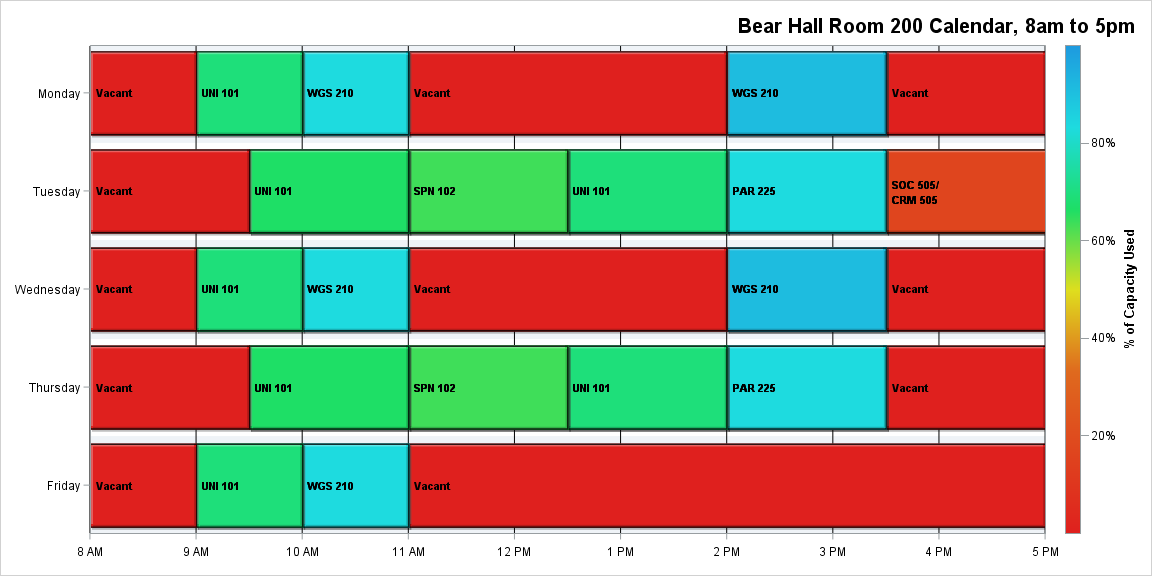 Bear Hall Room 200 Calendar, 8am to 5pm
Monday
Vacant
UNI 101
WGS 210
Vacant
WGS 210
Vacant
Tuesday
Vacant
UNI 101
SPN 102
UNI 101
PAR 225
SOC 505/
CRM 505
Wednesday
Vacant
UNI 101
WGS 210
Vacant
WGS 210
Vacant
Thursday
Vacant
UNI 101
SPN 102
UNI 101
PAR 225
Vacant
Friday
Vacant
UNI 101
WGS 210
Vacant
8 AM
9 AM
10 AM
11 AM
12 PM
1 PM
2 PM
3 PM
4 PM
5 PM
80%
60%
40%
20%
% of Capacity Used